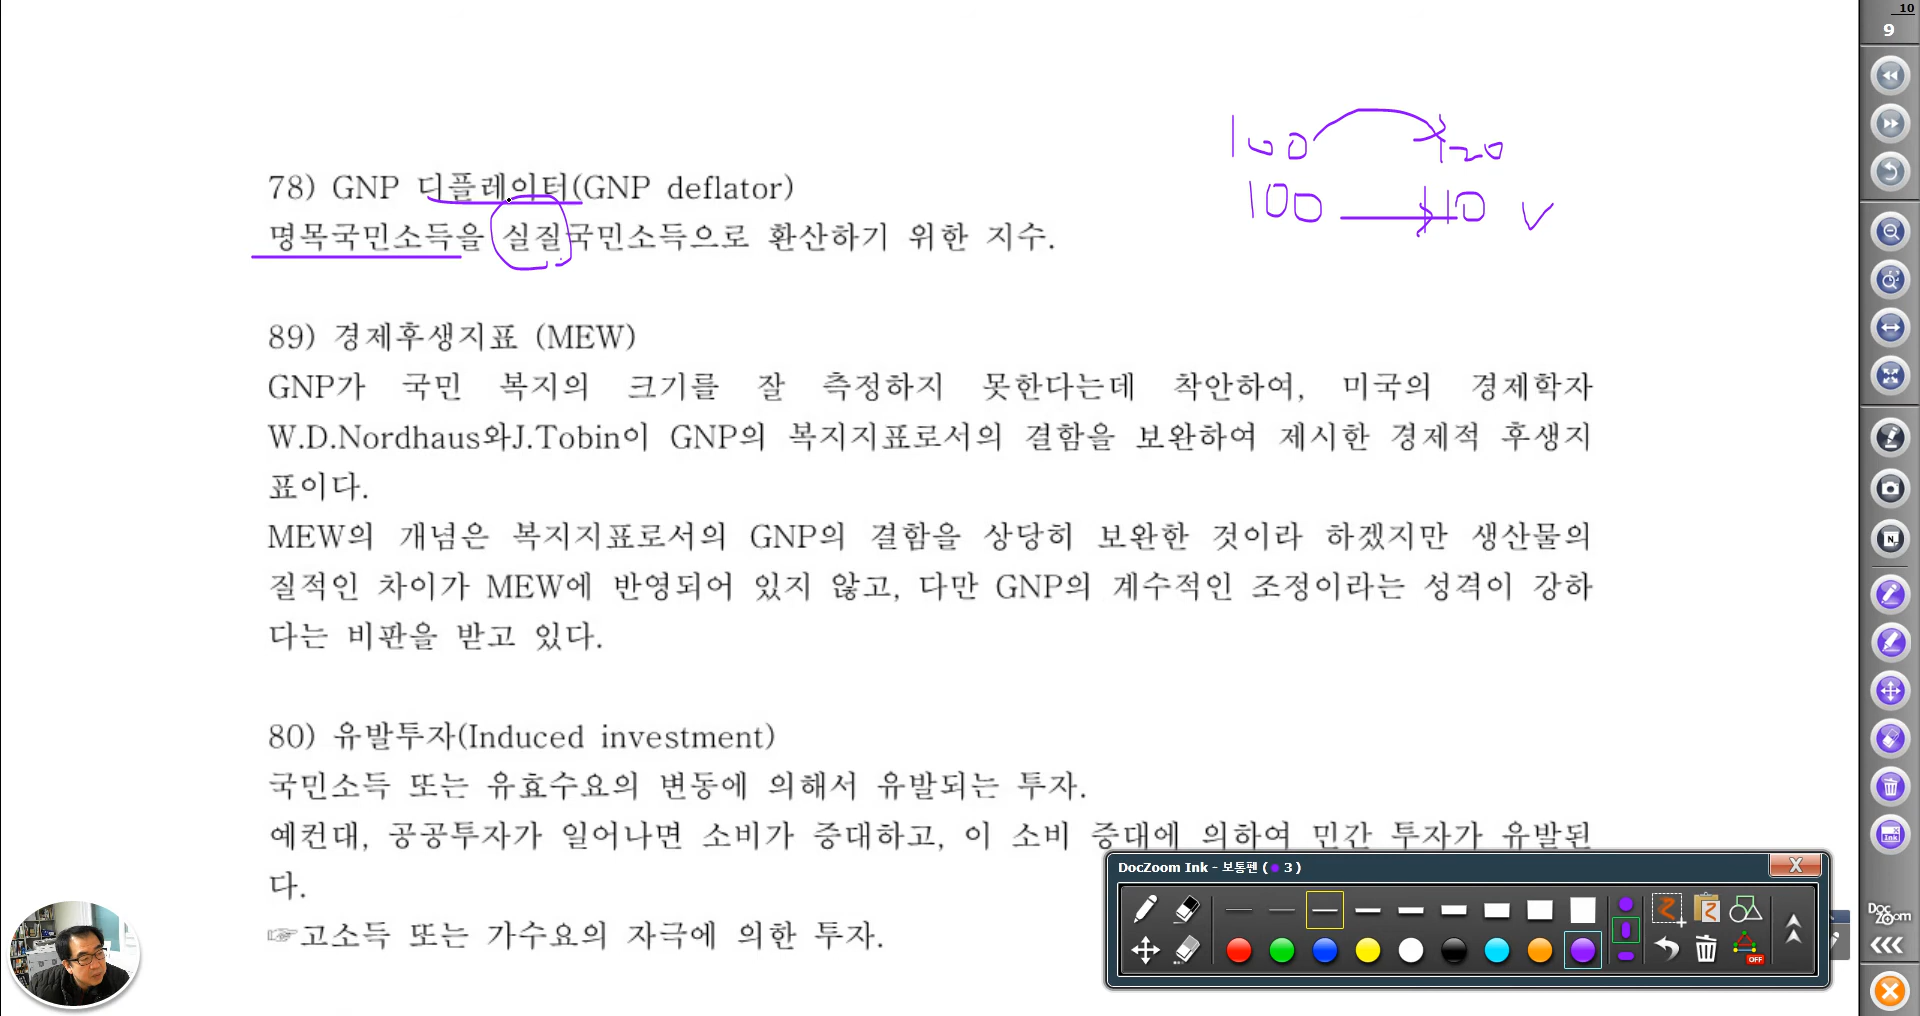 10
9
100 120
100 110
78) GNP 디플레이터(GNP deflator)
명목국민소득을 실질국민소득으로 환산하기 위한 지수.
89) 경제후생지표 (MEW)
GNP가 국민 복지의 크기를 잘 측정하지 못한다는데 착안하여, 미국의 경제학자
W.D.Nordhaus와J.Tobin이 GNP의 복지지표로서의 결함을 보완하여 제시한 경제적 후생지
표이다.
MEW의 개념은 복지지표로서의 GNP의 결함을 상당히 보완한 것이라 하겠지만 생산물의
질적인 차이가 MEW에 반영되어 있지 않고, 다만 GNP의 계수적인 조정이라는 성격이 강하
다는 비판을 받고 있다.
80) 유발투자(Induced investment)
국민소득 또는 유효수요의 변동에 의해서 유발되는 투자.
예컨대, 공공투자가 일어나면 소비가 증대하고, 이 소비 증대에 의하여 민간 투자가 유발된
다.
☞고소득 또는 가수요의 자극에 의한 투자.
DocZoom Ink - 보통펜 ( 3 )
OFF
N
Ink
DocZoom